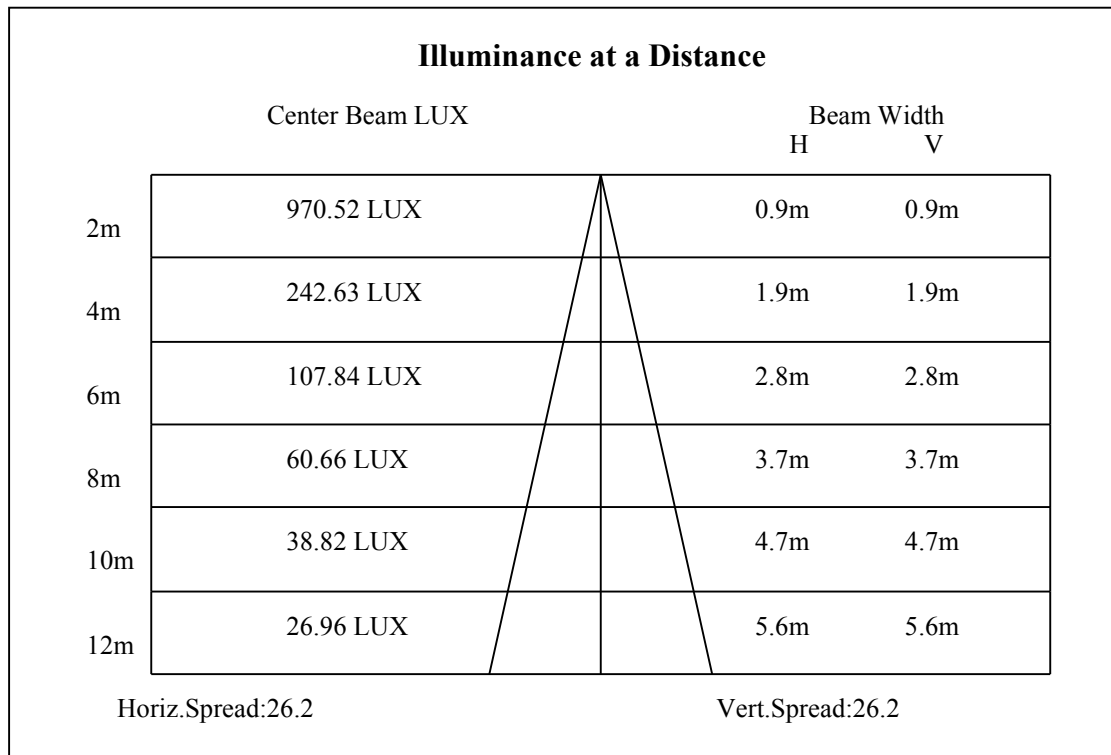 Illuminance at a Distance
Center Beam LUX Beam Width
H V
970.52 LUX 0.9m 0.9m
2m
242.63 LUX 1.9m 1.9m
4m
107.84 LUX 2.8m 2.8m
6m
60.66 LUX 3.7m 3.7m
8m
38.82 LUX 4.7m 4.7m
10m
26.96 LUX 5.6m 5.6m
12m
Horiz.Spread:26.2 Vert.Spread:26.2